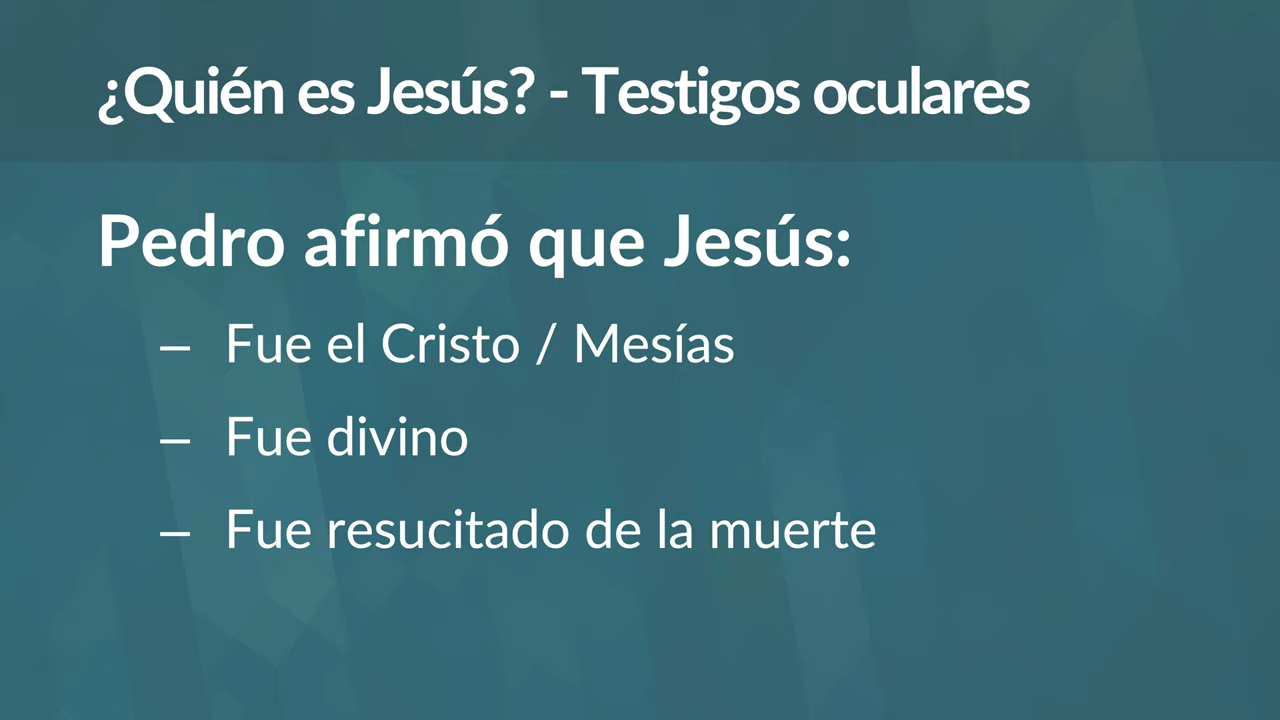 ¿Quién es Jesús? - Testigos oculares
Pedro afirmó que Jesús:
– Fue el Cristo / Mesías
– Fue divino
– Fue resucitado de la muerte